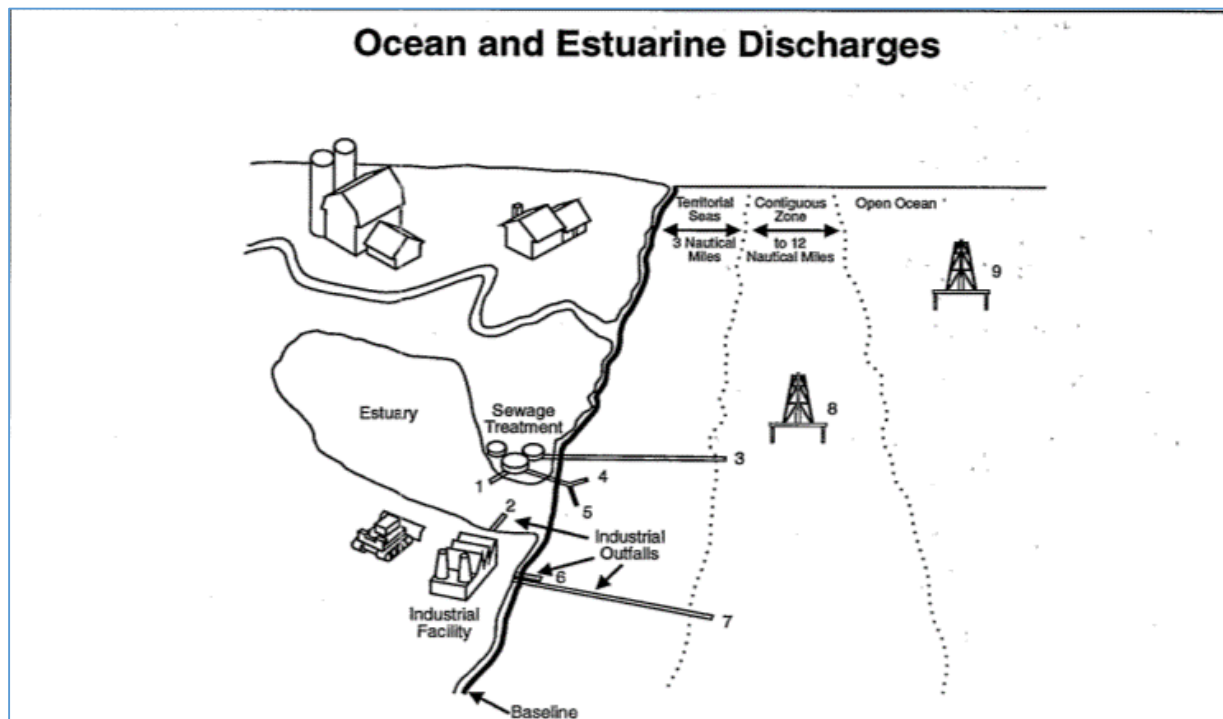 Ocean and Estuarine Discharges
Territorial
Seas
3 Nautical
Miles
Contiguous
Zone
to 12
Nautical Miles
Open Ocean
9
8
Estuary
Sewage
Treatment
3
1
4
5
2
Industrial
Outfalls
6
7
Industrial
Facility
Baseline